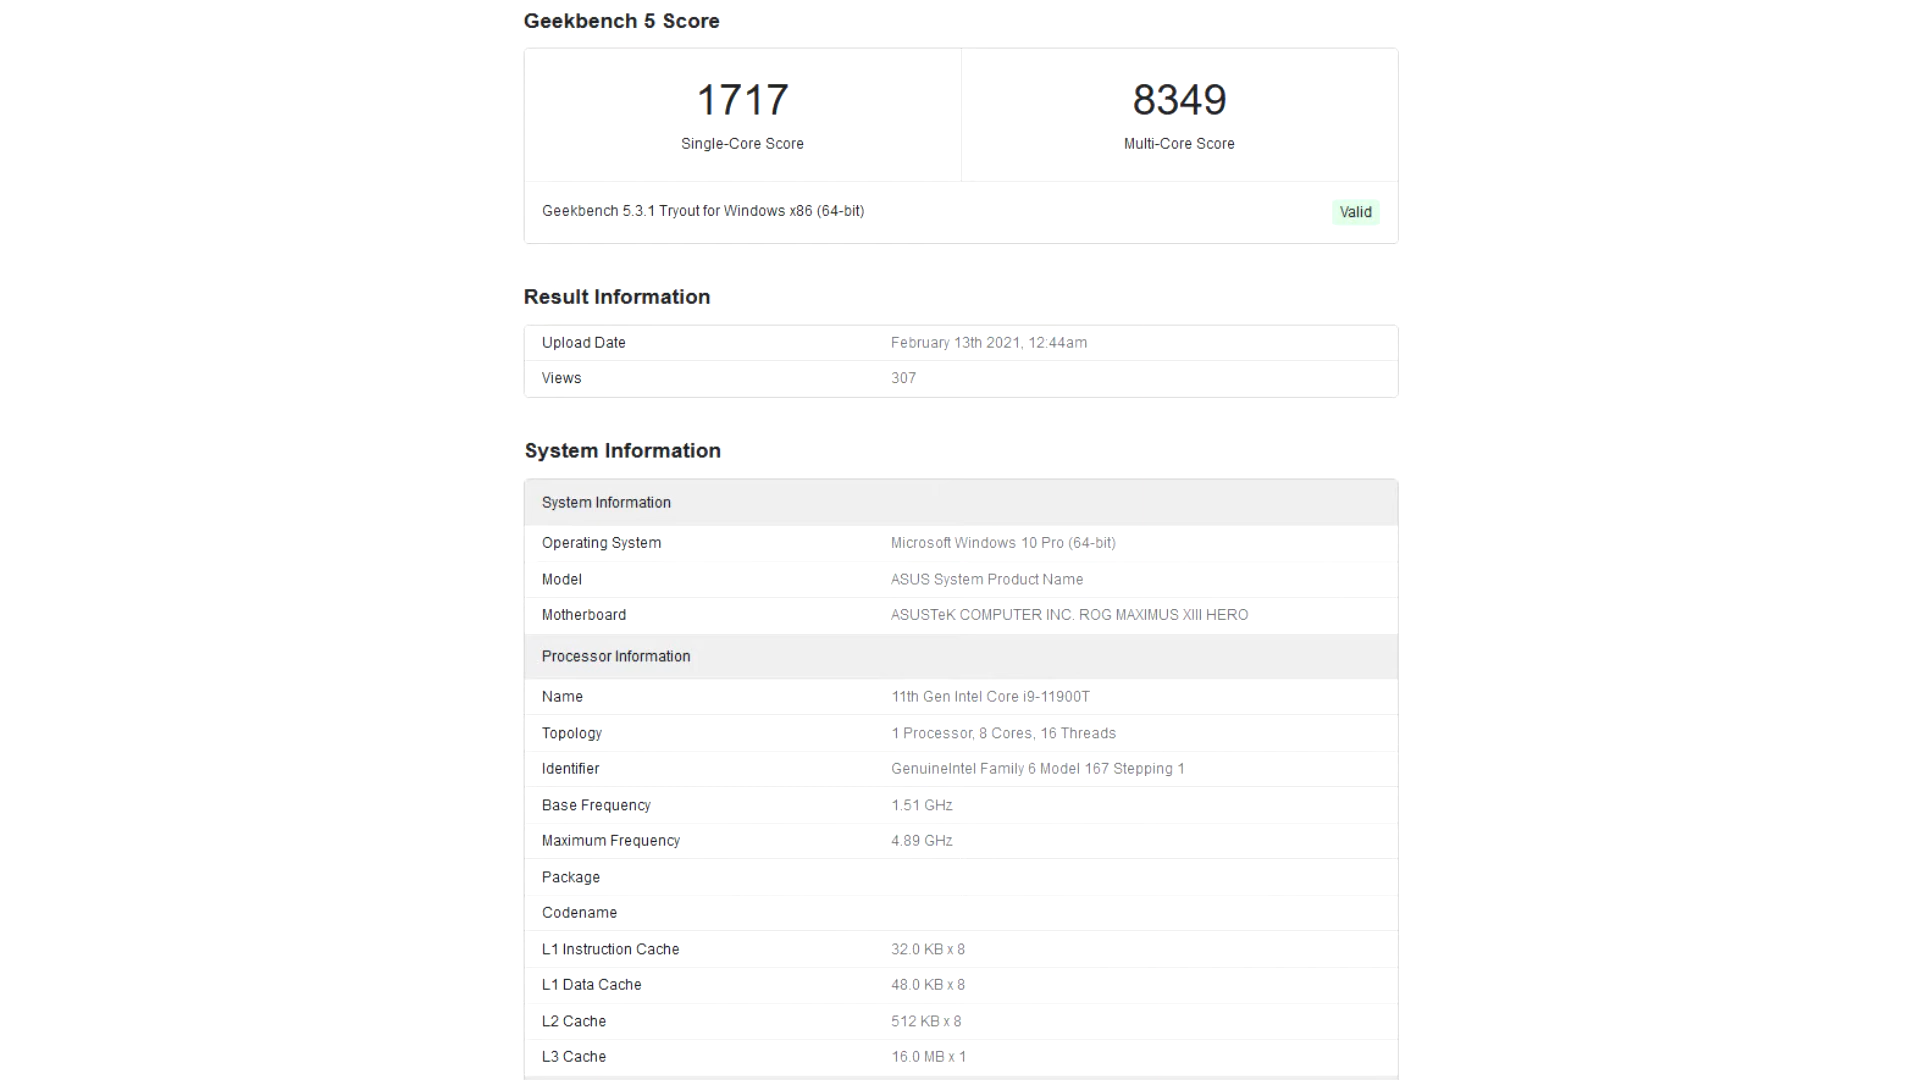 Geekbench 5 Score
1717
8349
Single-Core Score
Multi-Core Score
Geekbench 5.3.1 Tryout for Windows x86 (64-bit)
Valid
Result Information
Upload Date February 13th 2021, 12:44am
Views 307
System Information
System Information
Operating System Microsoft Windows 10 Pro (64-bit)
Model ASUS System Product Name
Motherboard ASUSTeK COMPUTER INC. ROG MAXIMUS XIII HERO
Processor Information
Name 11th Gen Intel Core i9-11900T
Topology 1 Processor, 8 Cores, 16 Threads
Identifier GenuineIntel Family 6 Model 167 Stepping 1
Base Frequency 1.51 GHz
Maximum Frequency 4.89 GHz
Package
Codename
L1 Instruction Cache 32.0 KB x 8
L1 Data Cache 48.0 KB x 8
L2 Cache 512 KB x 8
L3 Cache 16.0 MB x 1